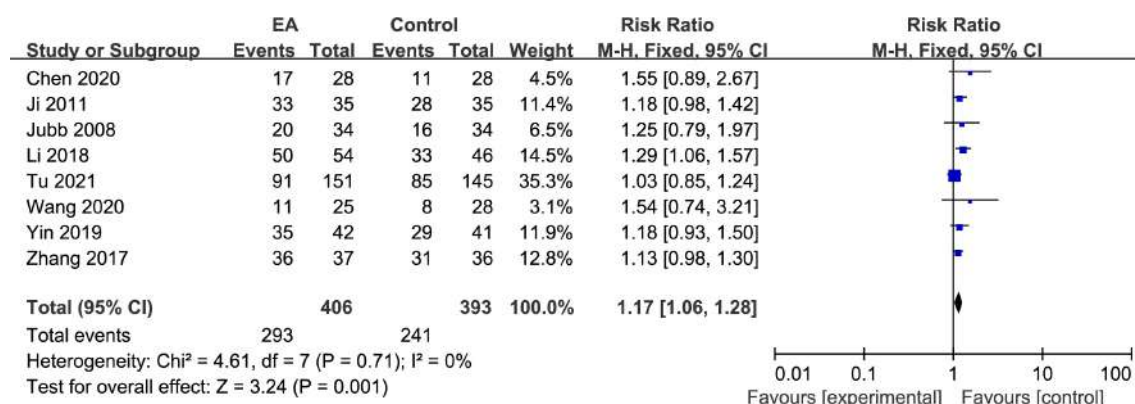 EA Control Risk Ratio Risk Ratio
Study or Subgroup Events Total Events Total Weight M-H, Fixed, 95% CI M-H, Fixed, 95% CI
Chen 2020 17 28 11 28 4.5% 1.55 [0.89, 2.67]
Ji 2011 33 35 28 35 11.4% 1.18 [0.98, 1.42]
Jubb 2008 20 34 16 34 6.5% 1.25 [0.79, 1.97]
Li 2018 50 54 33 46 14.5% 1.29 [1.06, 1.57]
Tu 2021 91 151 85 145 35.3% 1.03 [0.85, 1.24]
Wang 2020 11 25 8 28 3.1% 1.54 [0.74, 3.21]
Yin 2019 35 42 29 41 11.9% 1.18 [0.93, 1.50]
Zhang 2017 36 37 31 36 12.8% 1.13 [0.98, 1.30]
Total (95% CI) 406 393 100.0% 1.17 [1.06, 1.28]
Total events 293 241
Heterogeneity: Chi² = 4.61, df = 7 (P = 0.71); I² = 0%
Test for overall effect: Z = 3.24 (P = 0.001)
0.01 0.1 1 10 100
Favours [experimental] Favours [control]